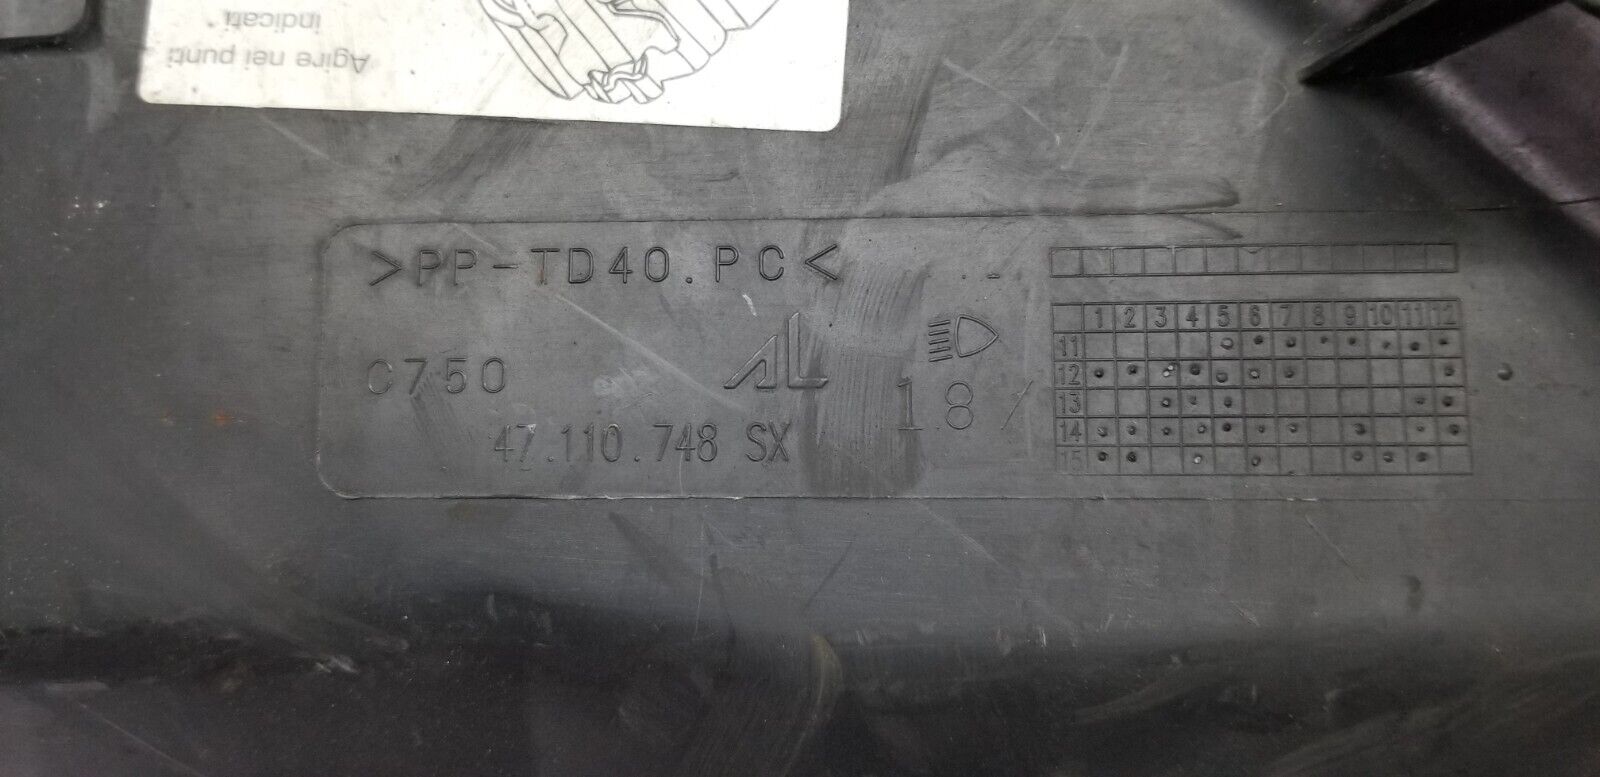 Agire nei punti
indicati
>PP-TD40.PC<
C750
AL
47.110.748 SX
18/
1 2 3 4 5 6 7 8 9 10 11 12
11
12
13
14
15